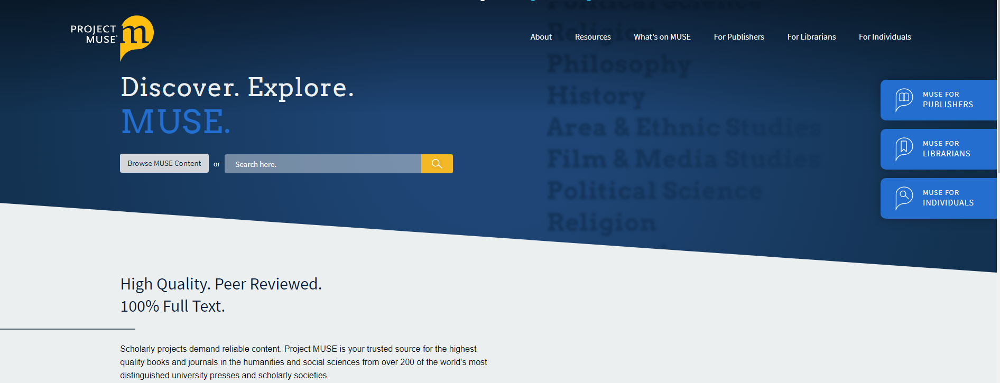 Political Science
PROJECT
MUSE®
m
About
Resources
What's on MUSE
For Publishers
For Librarians
For Individuals
Religion
Philosophy
History
Area & Ethnic Studies
Film & Media Studies
Political Science
Religion
Discover. Explore.
MUSE.
Browse MUSE Content
or
Search here.
MUSE FOR
PUBLISHERS
MUSE FOR
LIBRARIANS
MUSE FOR
INDIVIDUALS
High Quality. Peer Reviewed.
100% Full Text.
Scholarly projects demand reliable content. Project MUSE is your trusted source for the highest
quality books and journals in the humanities and social sciences from over 200 of the world’s most
distinguished university presses and scholarly societies.